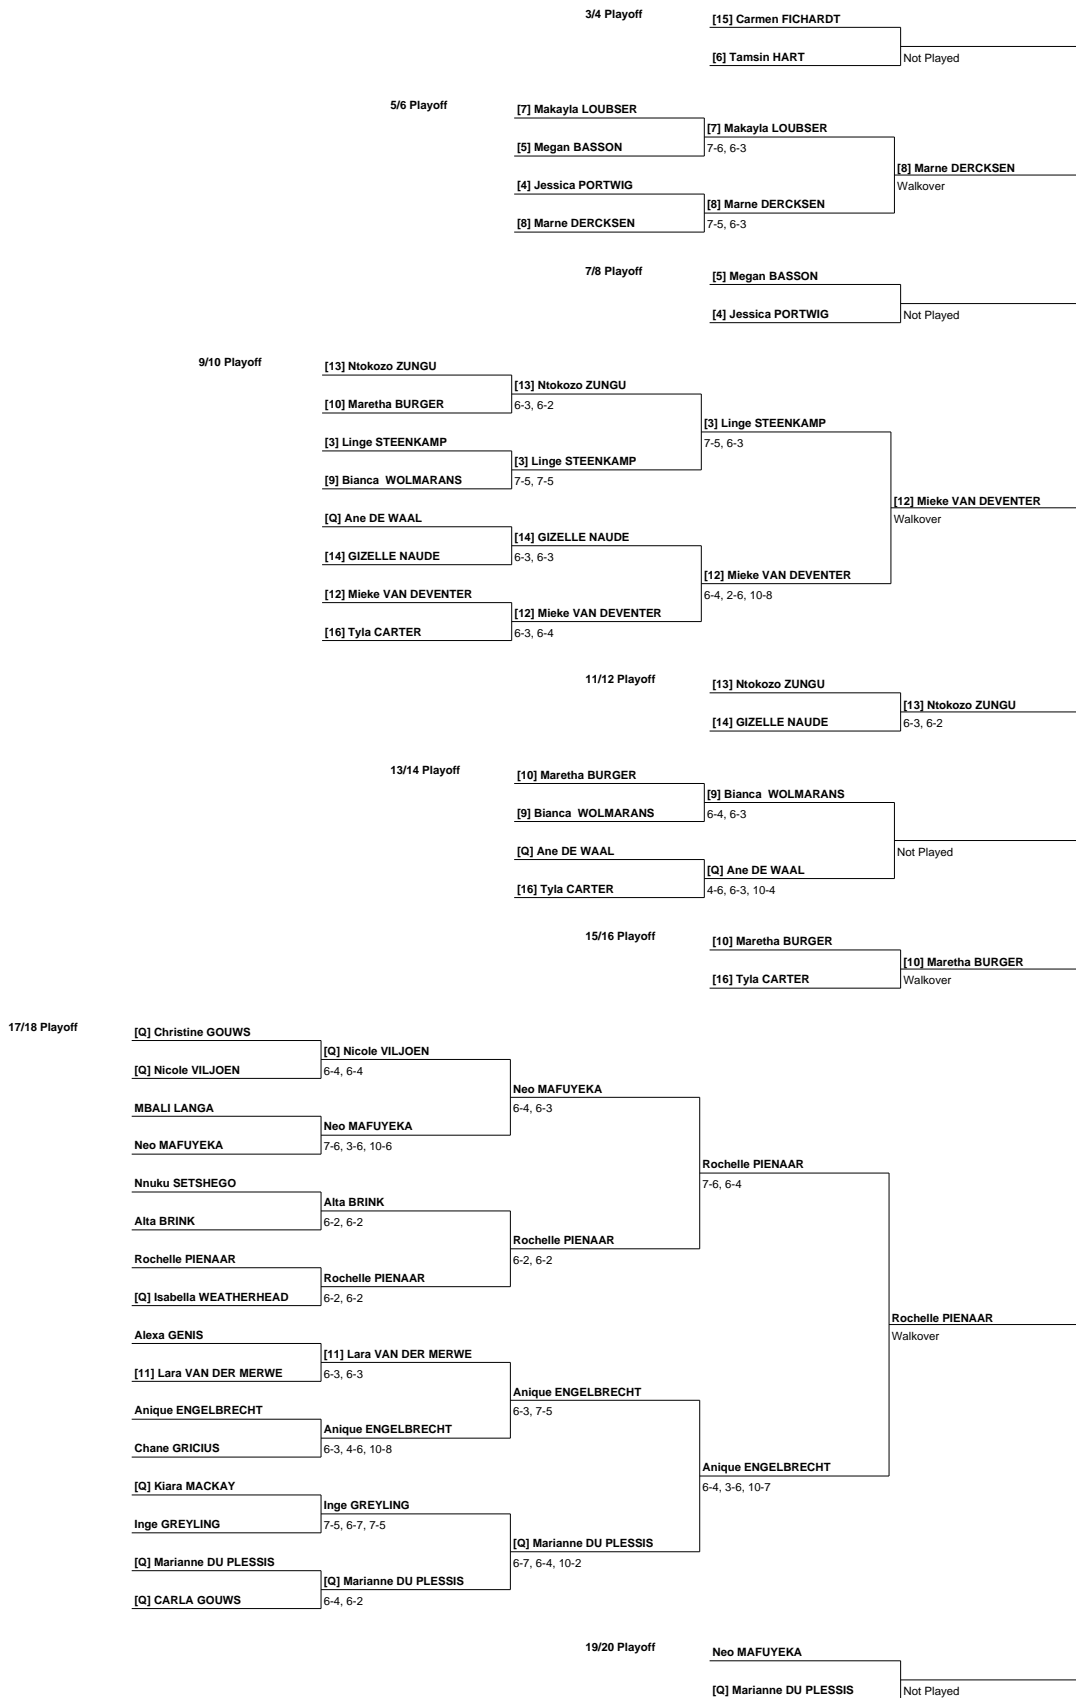 3/4 Playoff
[15] Carmen FICHARDT
[6] Tamsin HART
Not Played
5/6 Playoff
[7] Makayla LOUBSER
[7] Makayla LOUBSER
[5] Megan BASSON
7-6, 6-3
[8] Marne DERCKSEN
Walkover
[4] Jessica PORTWIG
[8] Marne DERCKSEN
[8] Marne DERCKSEN
7-5, 6-3
7/8 Playoff
[5] Megan BASSON
[4] Jessica PORTWIG
Not Played
9/10 Playoff
[13] Ntokozo ZUNGU
[13] Ntokozo ZUNGU
[10] Maretha BURGER
6-3, 6-2
[3] Linge STEENKAMP
7-5, 6-3
[3] Linge STEENKAMP
[3] Linge STEENKAMP
[9] Bianca  WOLMARANS
7-5, 7-5
[12] Mieke VAN DEVENTER
Walkover
[Q] Ane DE WAAL
[14] GIZELLE NAUDE
[14] GIZELLE NAUDE
6-3, 6-3
[12] Mieke VAN DEVENTER
6-4, 2-6, 10-8
[12] Mieke VAN DEVENTER
[12] Mieke VAN DEVENTER
[16] Tyla CARTER
6-3, 6-4
11/12 Playoff
[13] Ntokozo ZUNGU
[13] Ntokozo ZUNGU
[14] GIZELLE NAUDE
6-3, 6-2
13/14 Playoff
[10] Maretha BURGER
[9] Bianca  WOLMARANS
[9] Bianca  WOLMARANS
6-4, 6-3
Not Played
[Q] Ane DE WAAL
[Q] Ane DE WAAL
[16] Tyla CARTER
4-6, 6-3, 10-4
15/16 Playoff
[10] Maretha BURGER
[10] Maretha BURGER
[16] Tyla CARTER
Walkover
17/18 Playoff
[Q] Christine GOUWS
[Q] Nicole VILJOEN
[Q] Nicole VILJOEN
6-4, 6-4
Neo MAFUYEKA
6-4, 6-3
MBALI LANGA
Neo MAFUYEKA
Neo MAFUYEKA
7-6, 3-6, 10-6
Rochelle PIENAAR
7-6, 6-4
Nnuku SETSHEGO
Alta BRINK
Alta BRINK
6-2, 6-2
Rochelle PIENAAR
6-2, 6-2
Rochelle PIENAAR
Rochelle PIENAAR
[Q] Isabella WEATHERHEAD
6-2, 6-2
Rochelle PIENAAR
Walkover
Alexa GENIS
[11] Lara VAN DER MERWE
[11] Lara VAN DER MERWE
6-3, 6-3
Anique ENGELBRECHT
6-3, 7-5
Anique ENGELBRECHT
Anique ENGELBRECHT
Chane GRICIUS
6-3, 4-6, 10-8
Anique ENGELBRECHT
6-4, 3-6, 10-7
[Q] Kiara MACKAY
Inge GREYLING
Inge GREYLING
7-5, 6-7, 7-5
[Q] Marianne DU PLESSIS
6-7, 6-4, 10-2
[Q] Marianne DU PLESSIS
[Q] Marianne DU PLESSIS
[Q] CARLA GOUWS
6-4, 6-2
19/20 Playoff
Neo MAFUYEKA
[Q] Marianne DU PLESSIS
Not Played